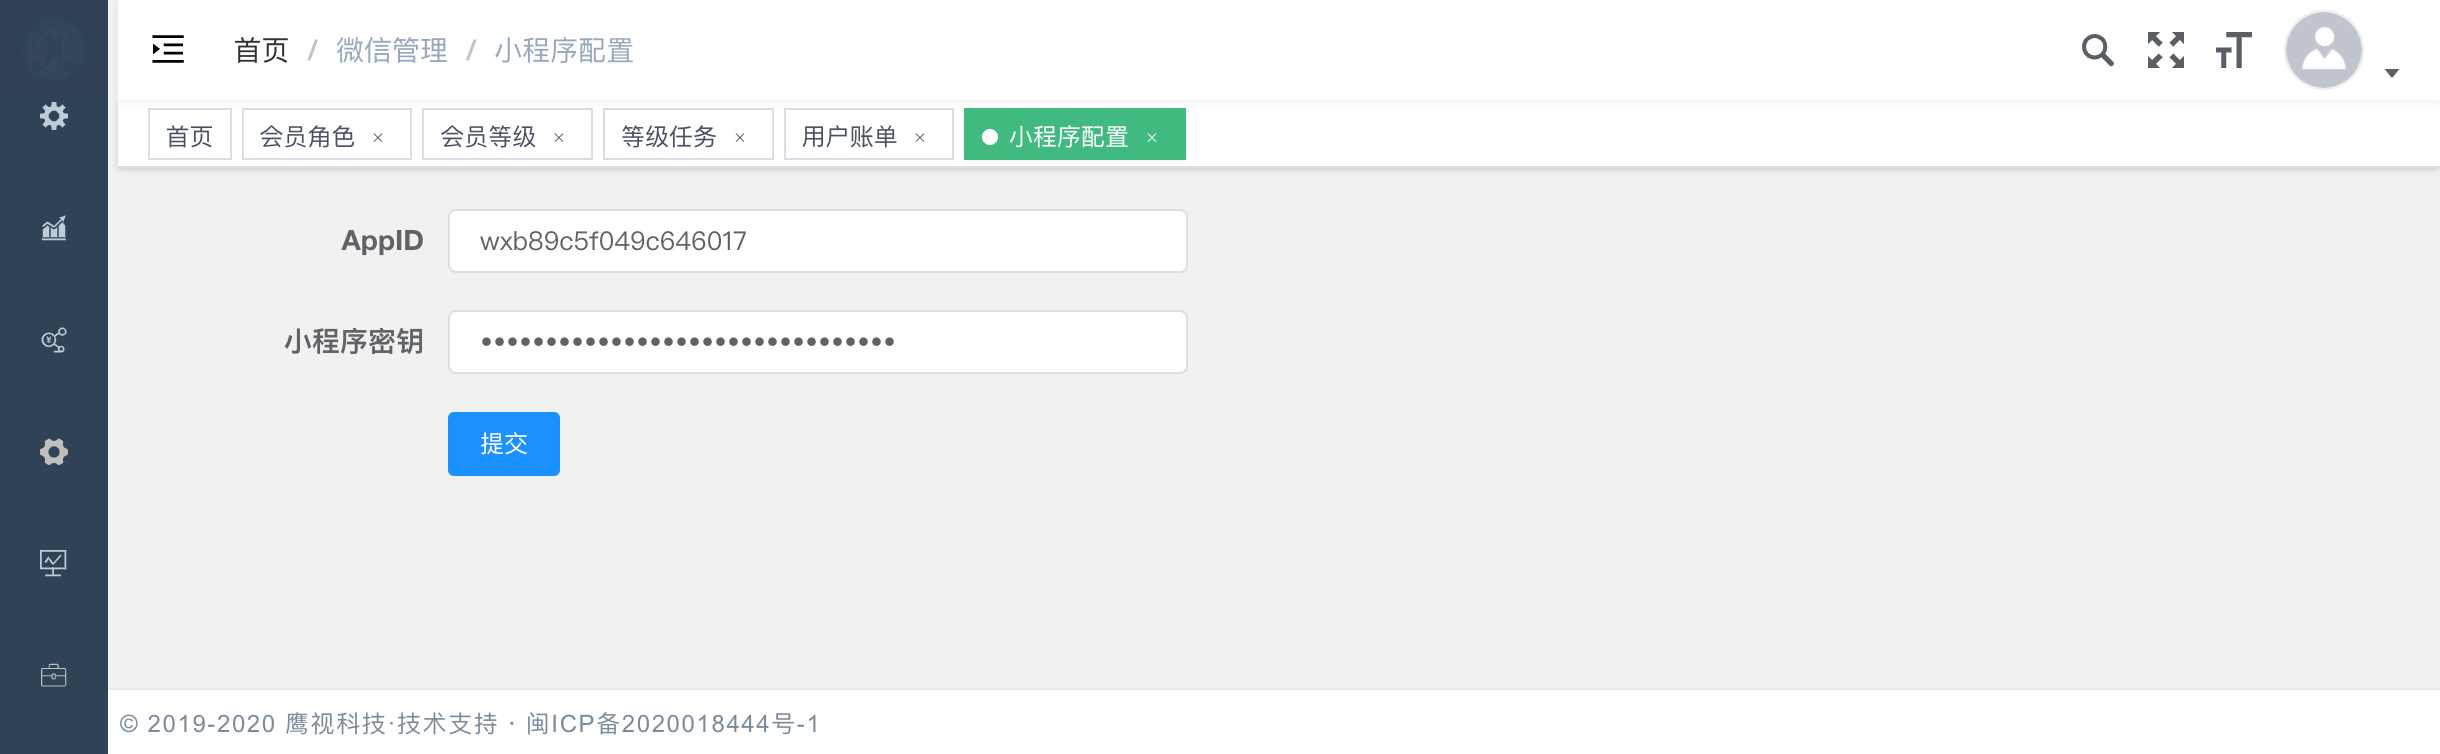 首页 / 微信管理 / 小程序配置
首页 会员角色 × 会员等级 × 等级任务 × 用户账单 × 小程序配置 ×
AppID wxb89c5f049c646017
小程序密钥 ••••••••••••••••••••••••••••••••
提交
© 2019-2020 鹰视科技·技术支持 · 闽ICP备2020018444号-1